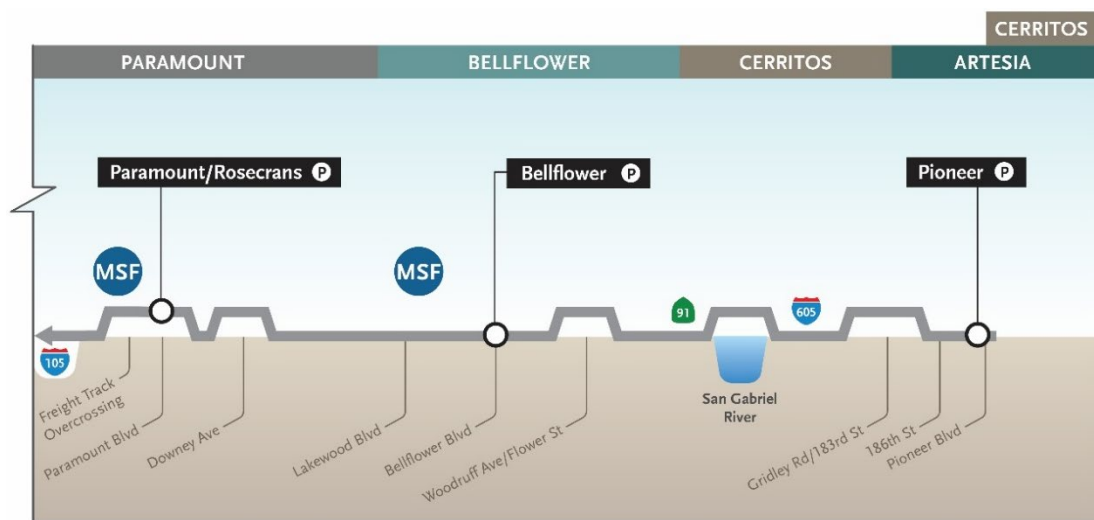 CERRITOS
PARAMOUNT
BELLFLOWER
CERRITOS
ARTESIA
Paramount/Rosecrans P
Bellflower P
Pioneer P
MSF
MSF
91
605
105
Freight Track
Overcrossing
Paramount Blvd
Downey Ave
Lakewood Blvd
Bellflower Blvd
Woodruff Ave/Flower St
San Gabriel
River
Gridley Rd/183rd St
186th St
Pioneer Blvd